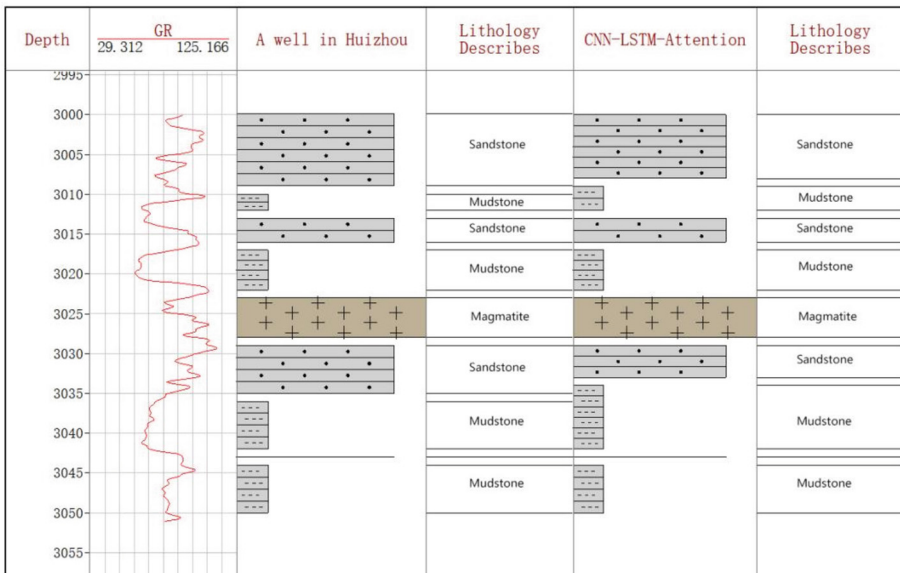 Depth
GR
29.312 125.166
A well in Huizhou
Lithology
Describes
CNN-LSTM-Attention
Lithology
Describes
2995
3000
3005
3010
3015
3020
3025
3030
3035
3040
3045
3050
3055
Sandstone
Mudstone
Sandstone
Mudstone
Magmatite
Sandstone
Mudstone
Mudstone
Sandstone
Mudstone
Sandstone
Mudstone
Magmatite
Sandstone
Mudstone
Mudstone